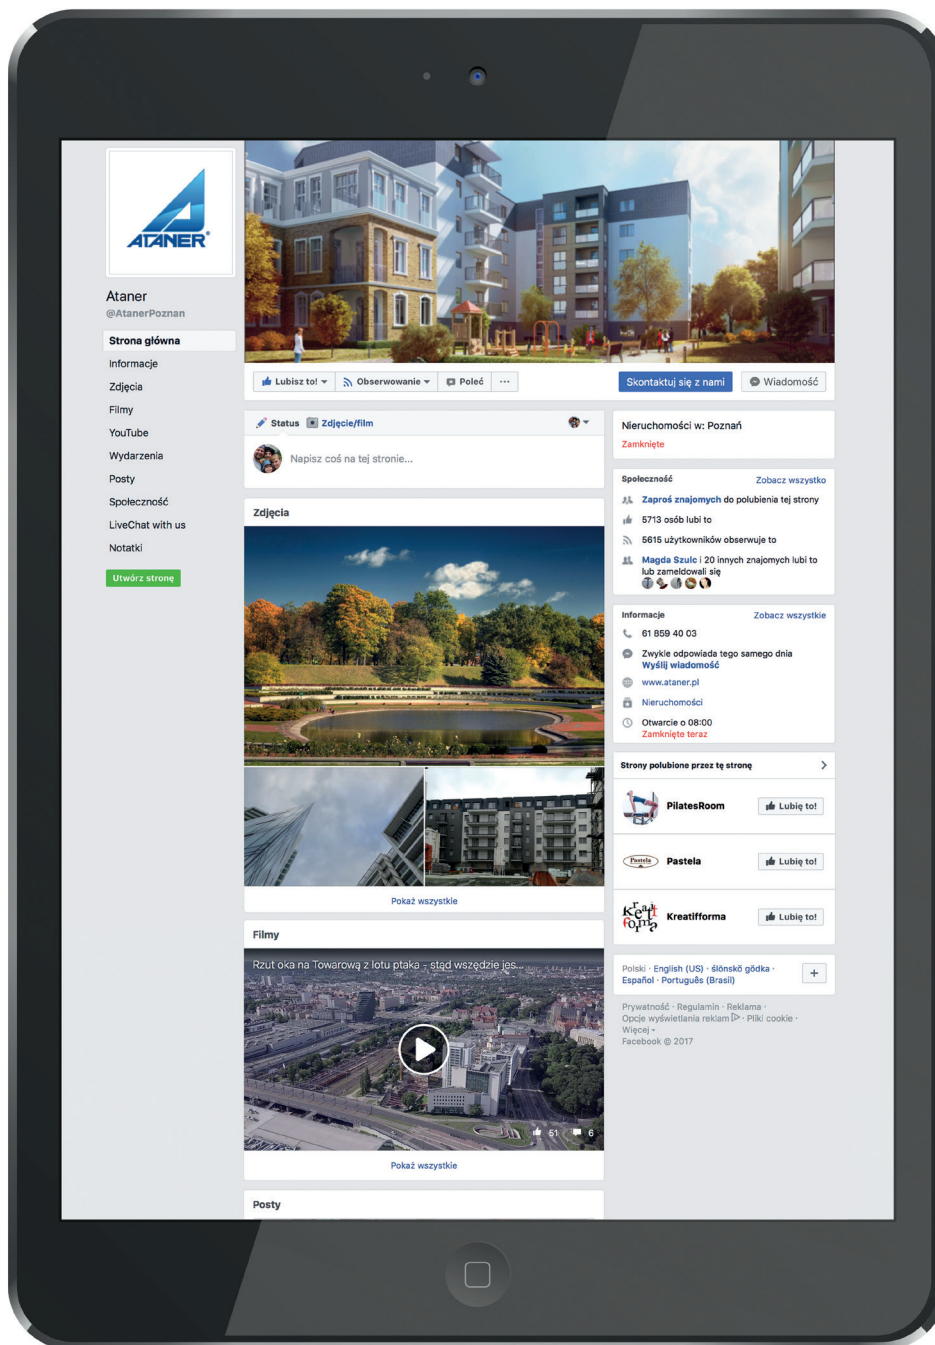 ATANER®
Ataner
@AtanerPoznan
Strona główna
Informacje
Zdjęcia
Filmy
YouTube
Wydarzenia
Posty
Społeczność
LiveChat with us
Notatki
Utwórz stronę
Lubisz to!
Obserwowanie
Poleć
...
Skontaktuj się z nami
Wiadomość
Status
Zdjęcie/film
Napisz coś na tej stronie...
Zdjęcia
Pokaż wszystkie
Filmy
Rzut oka na Towarową z lotu ptaka - stąd wszędzie jes...
51
6
Pokaż wszystkie
Posty
Nieruchomości w: Poznań
Zamknięte
Społeczność
Zobacz wszystko
Zaproś znajomych do polubienia tej strony
5713 osób lubi to
5615 użytkowników obserwuje to
Magda Szulc i 20 innych znajomych lubi to
lub zameldowali się
Informacje
Zobacz wszystkie
61 859 40 03
Zwykle odpowiada tego samego dnia
Wyślij wiadomość
www.ataner.pl
Nieruchomości
Otwarcie o 08:00
Zamknięte teraz
Strony polubione przez tę stronę
PilatesRoom
Lubię to!
Pastela
Pastela
Lubię to!
Kreatif
forma
Kreatifforma
Lubię to!
Polski · English (US) · ślōnskŏ gŏdka ·
Español · Português (Brasil)
+
Prywatność · Regulamin · Reklama ·
Opcje wyświetlania reklam · Pliki cookie ·
Więcej
Facebook © 2017